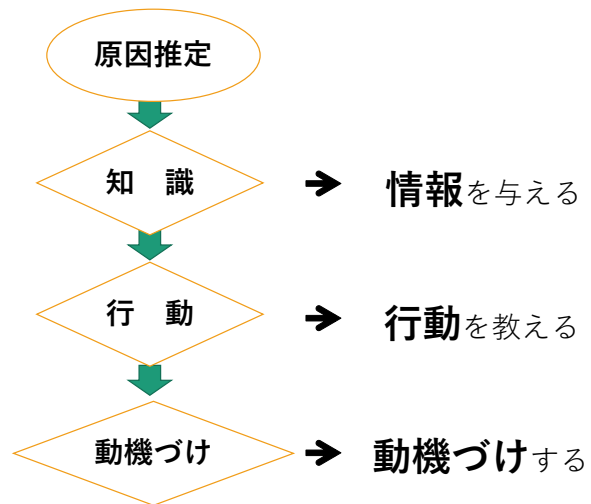 原因推定
知　識
情報を与える
行　動
行動を教える
動機づけ
動機づけする